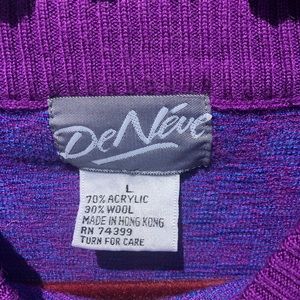 DeNéve
L
70% ACRYLIC
30% WOOL
MADE IN HONG KONG
RN 74399
TURN FOR CARE